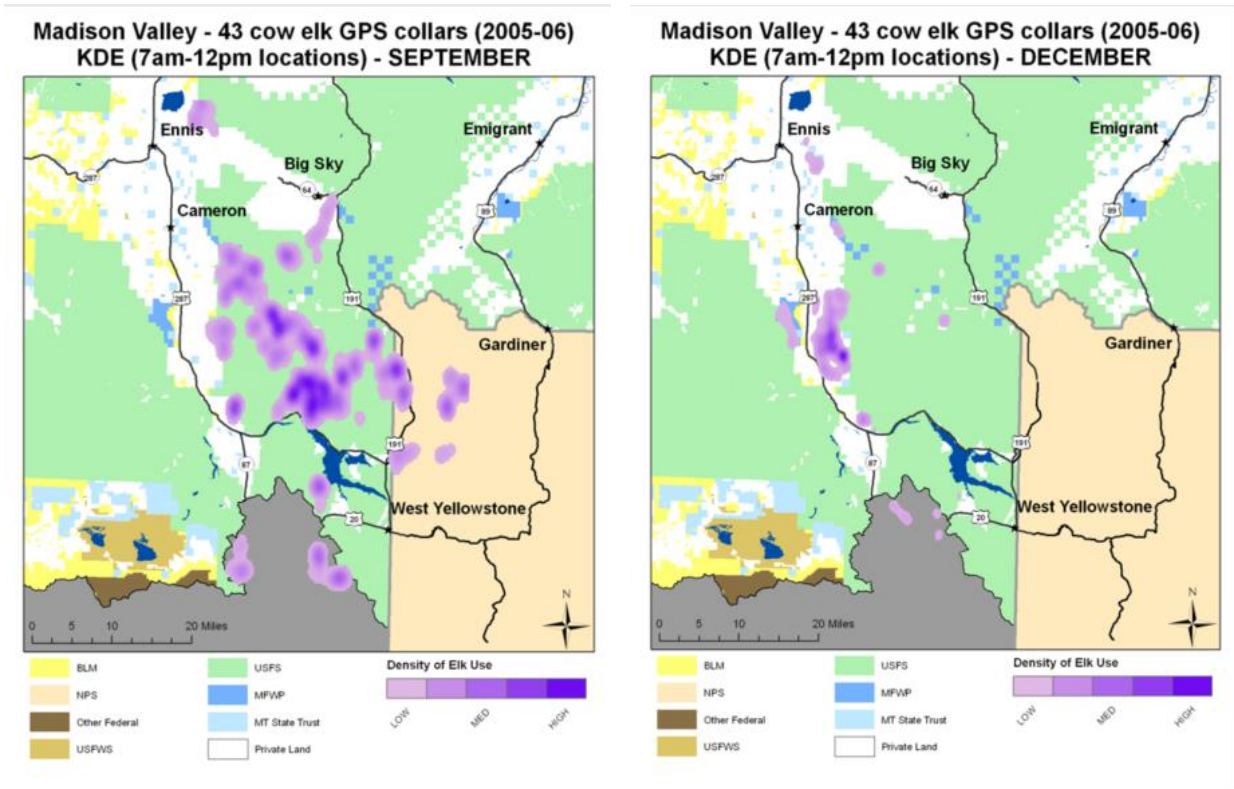 Madison Valley - 43 cow elk GPS collars (2005-06)
KDE (7am-12pm locations) - SEPTEMBER
Ennis
Emigrant
Big Sky
287
64
89
Cameron
287
191
Gardiner
191
87
West Yellowstone
20
N
0 5 10 20 Miles
BLM
NPS
Other Federal
USFWS
USFS
MFWP
MT State Trust
Private Land
Density of Elk Use
LOW
MED
HIGH
Madison Valley - 43 cow elk GPS collars (2005-06)
KDE (7am-12pm locations) - DECEMBER
Ennis
Emigrant
Big Sky
287
64
89
Cameron
287
191
Gardiner
191
87
West Yellowstone
20
N
0 5 10 20 Miles
BLM
NPS
Other Federal
USFWS
USFS
MFWP
MT State Trust
Private Land
Density of Elk Use
LOW
MED
HIGH